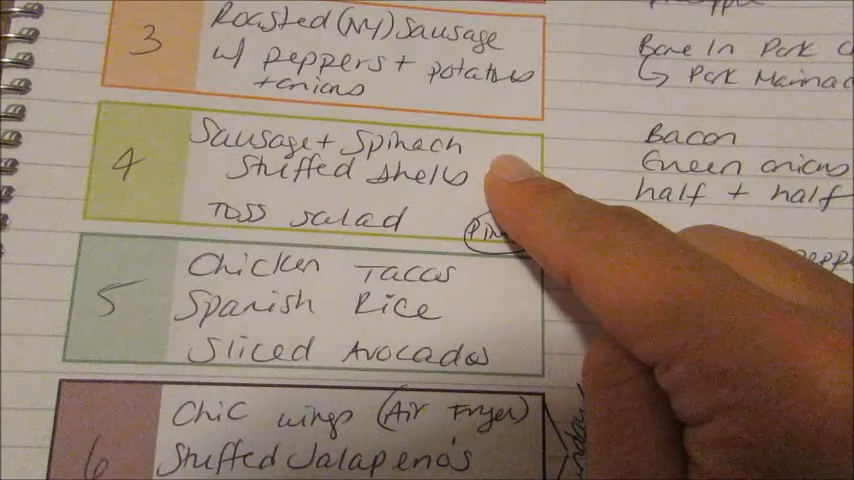 3
Roasted (NY) Sausage
w/ peppers + potatoes
+ onions
4
Sausage + Spinach
Stuffed Shells
Toss salad
5
Chicken Tacos
Spanish Rice
Sliced Avocados
6
Chic wings (Air Fryer)
Stuffed Jalapeno's
Bone In Pork
↳ Pork
Bacon
Green onions
half + half